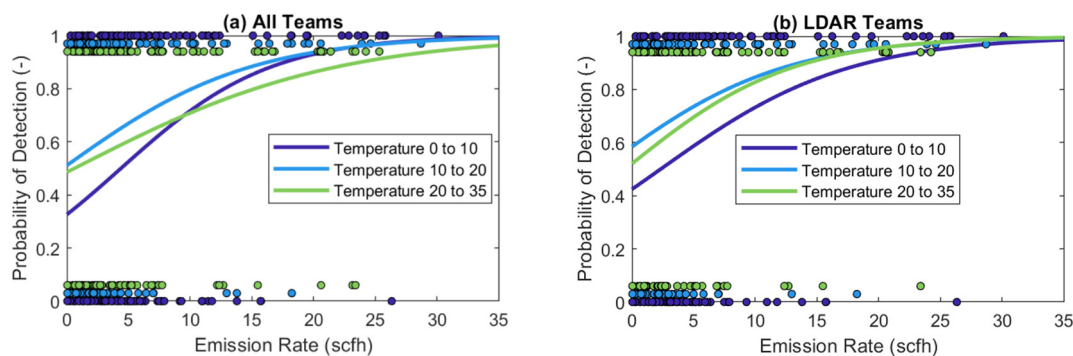 (a) All Teams
Probability of Detection (-)
1
0.8
0.6
0.4
0.2
0
Temperature 0 to 10
Temperature 10 to 20
Temperature 20 to 35
0 5 10 15 20 25 30 35
Emission Rate (scfh)
(b) LDAR Teams
Probability of Detection (-)
1
0.8
0.6
0.4
0.2
0
Temperature 0 to 10
Temperature 10 to 20
Temperature 20 to 35
0 5 10 15 20 25 30 35
Emission Rate (scfh)